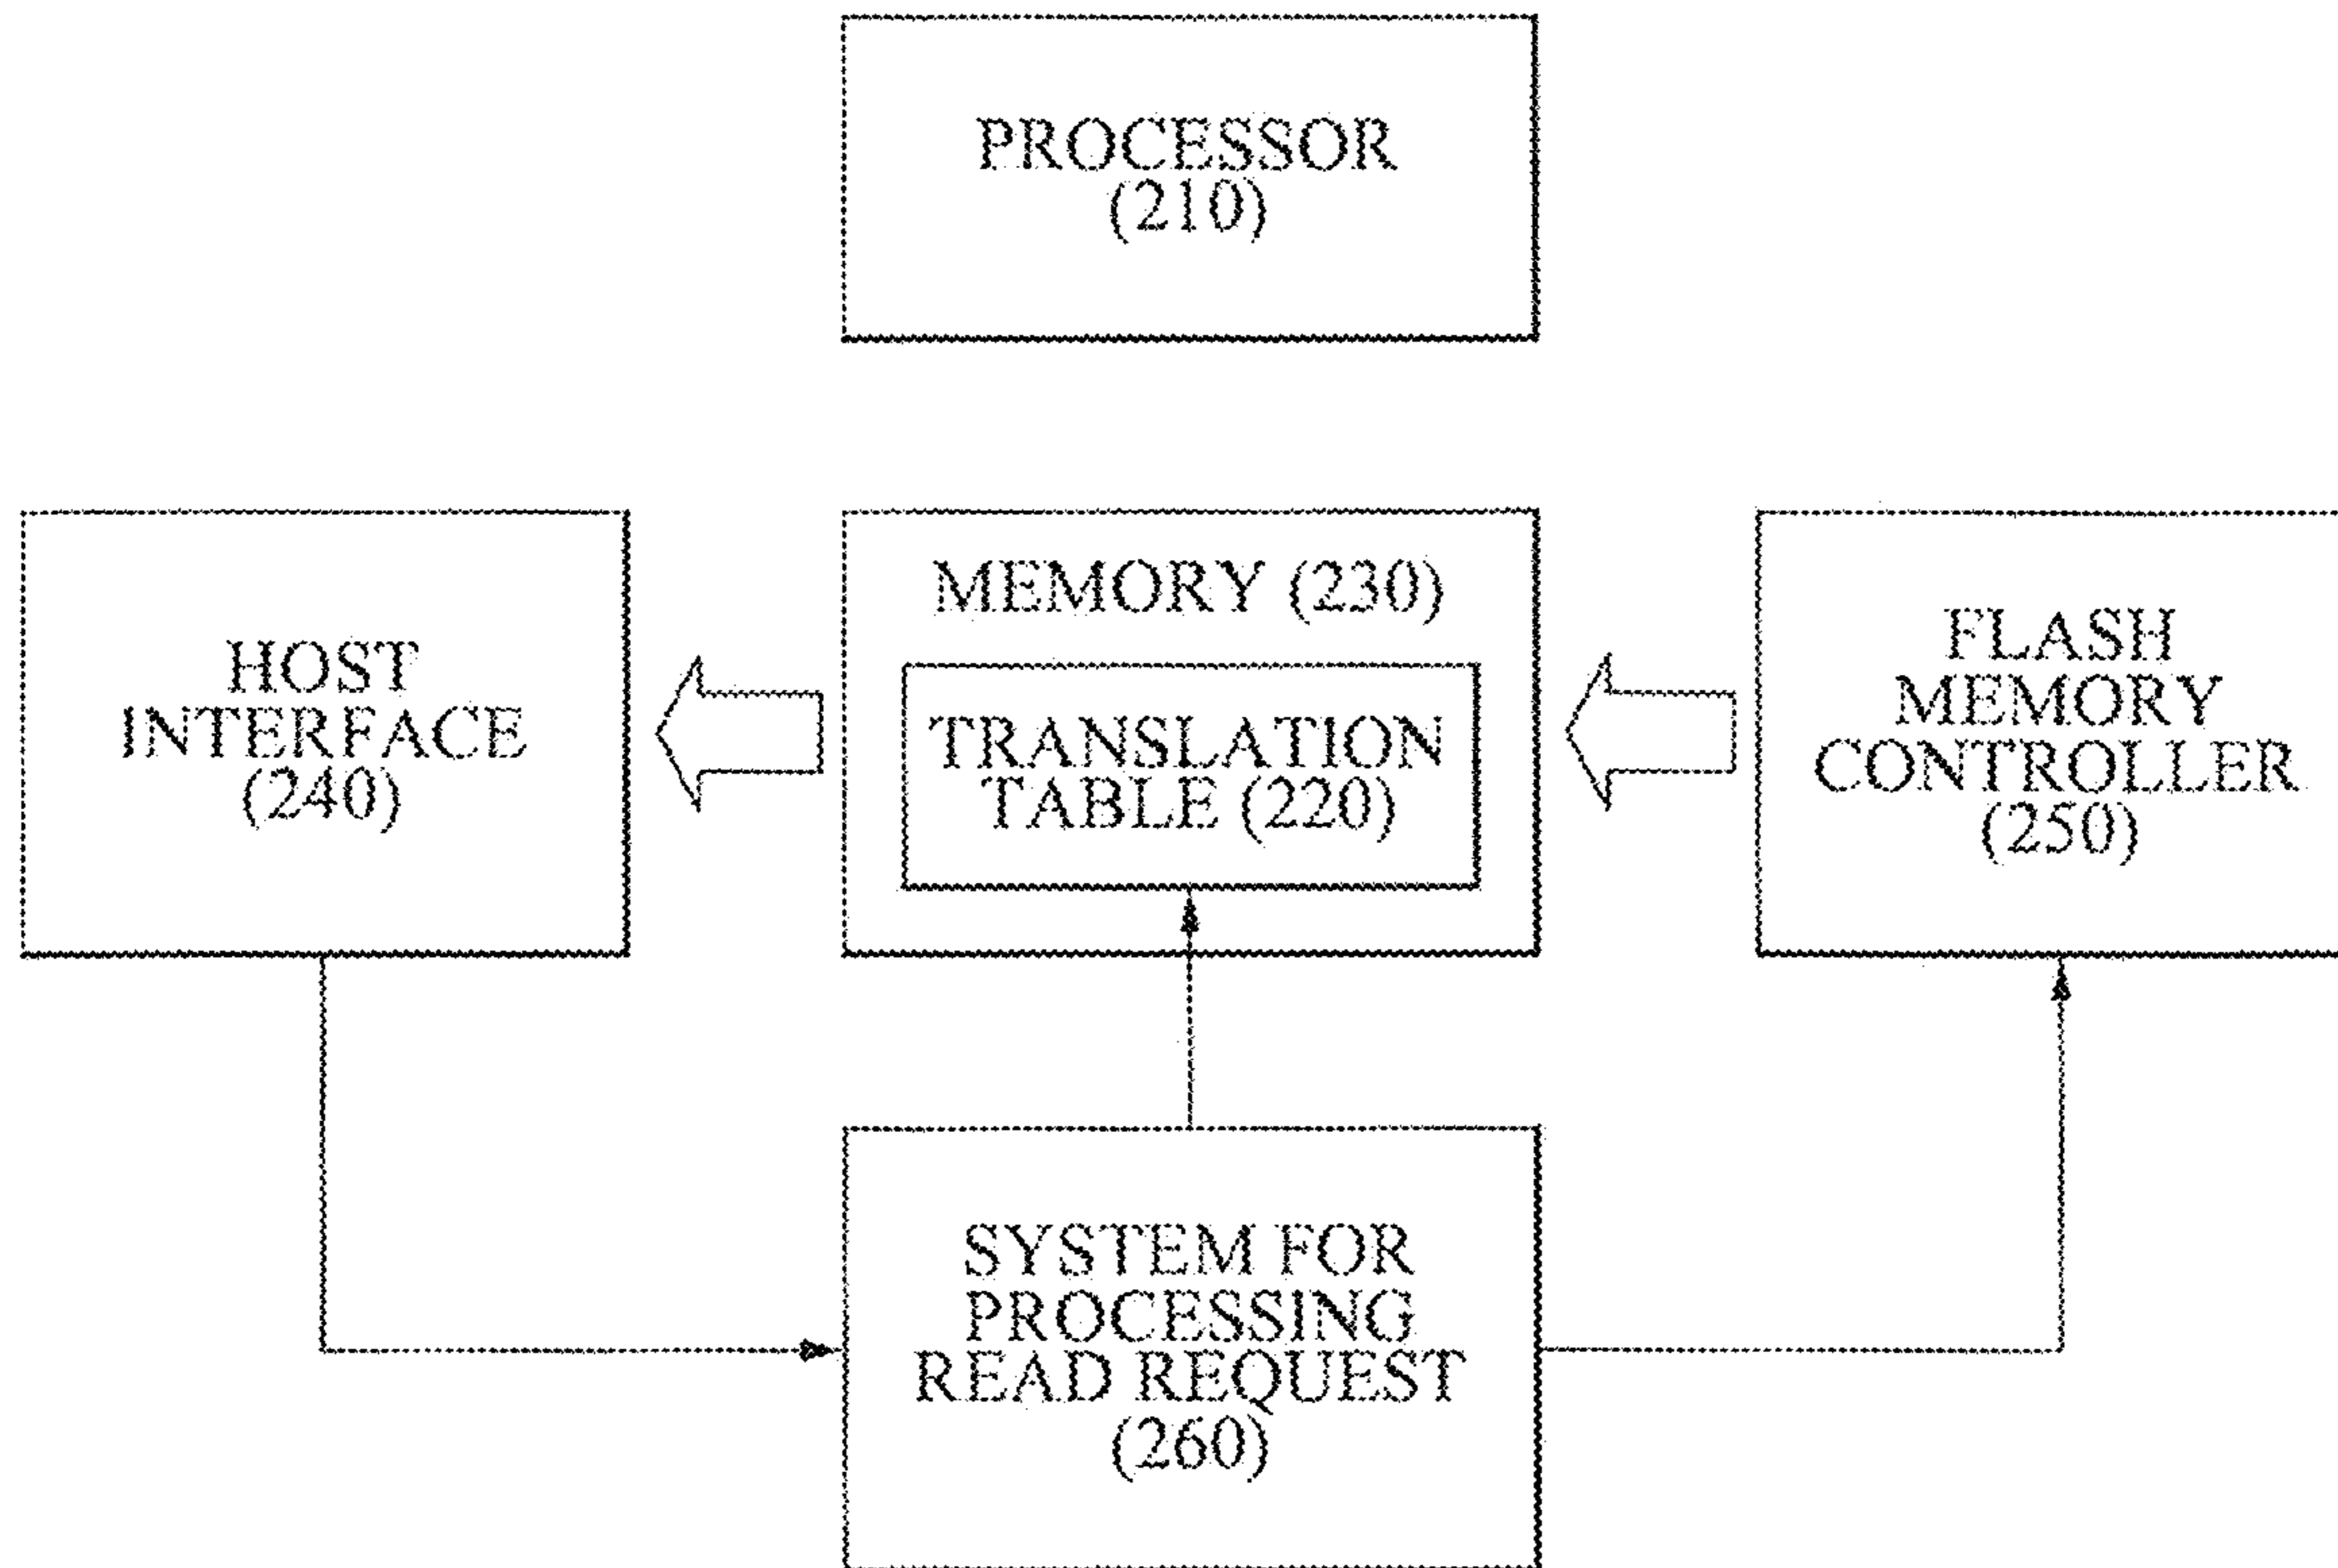 PROCESSOR
(210)
HOST
INTERFACE
(240)
MEMORY (230)
TRANSLATION
TABLE (220)
FLASH
MEMORY
CONTROLLER
(250)
SYSTEM FOR
PROCESSING
READ REQUEST
(260)